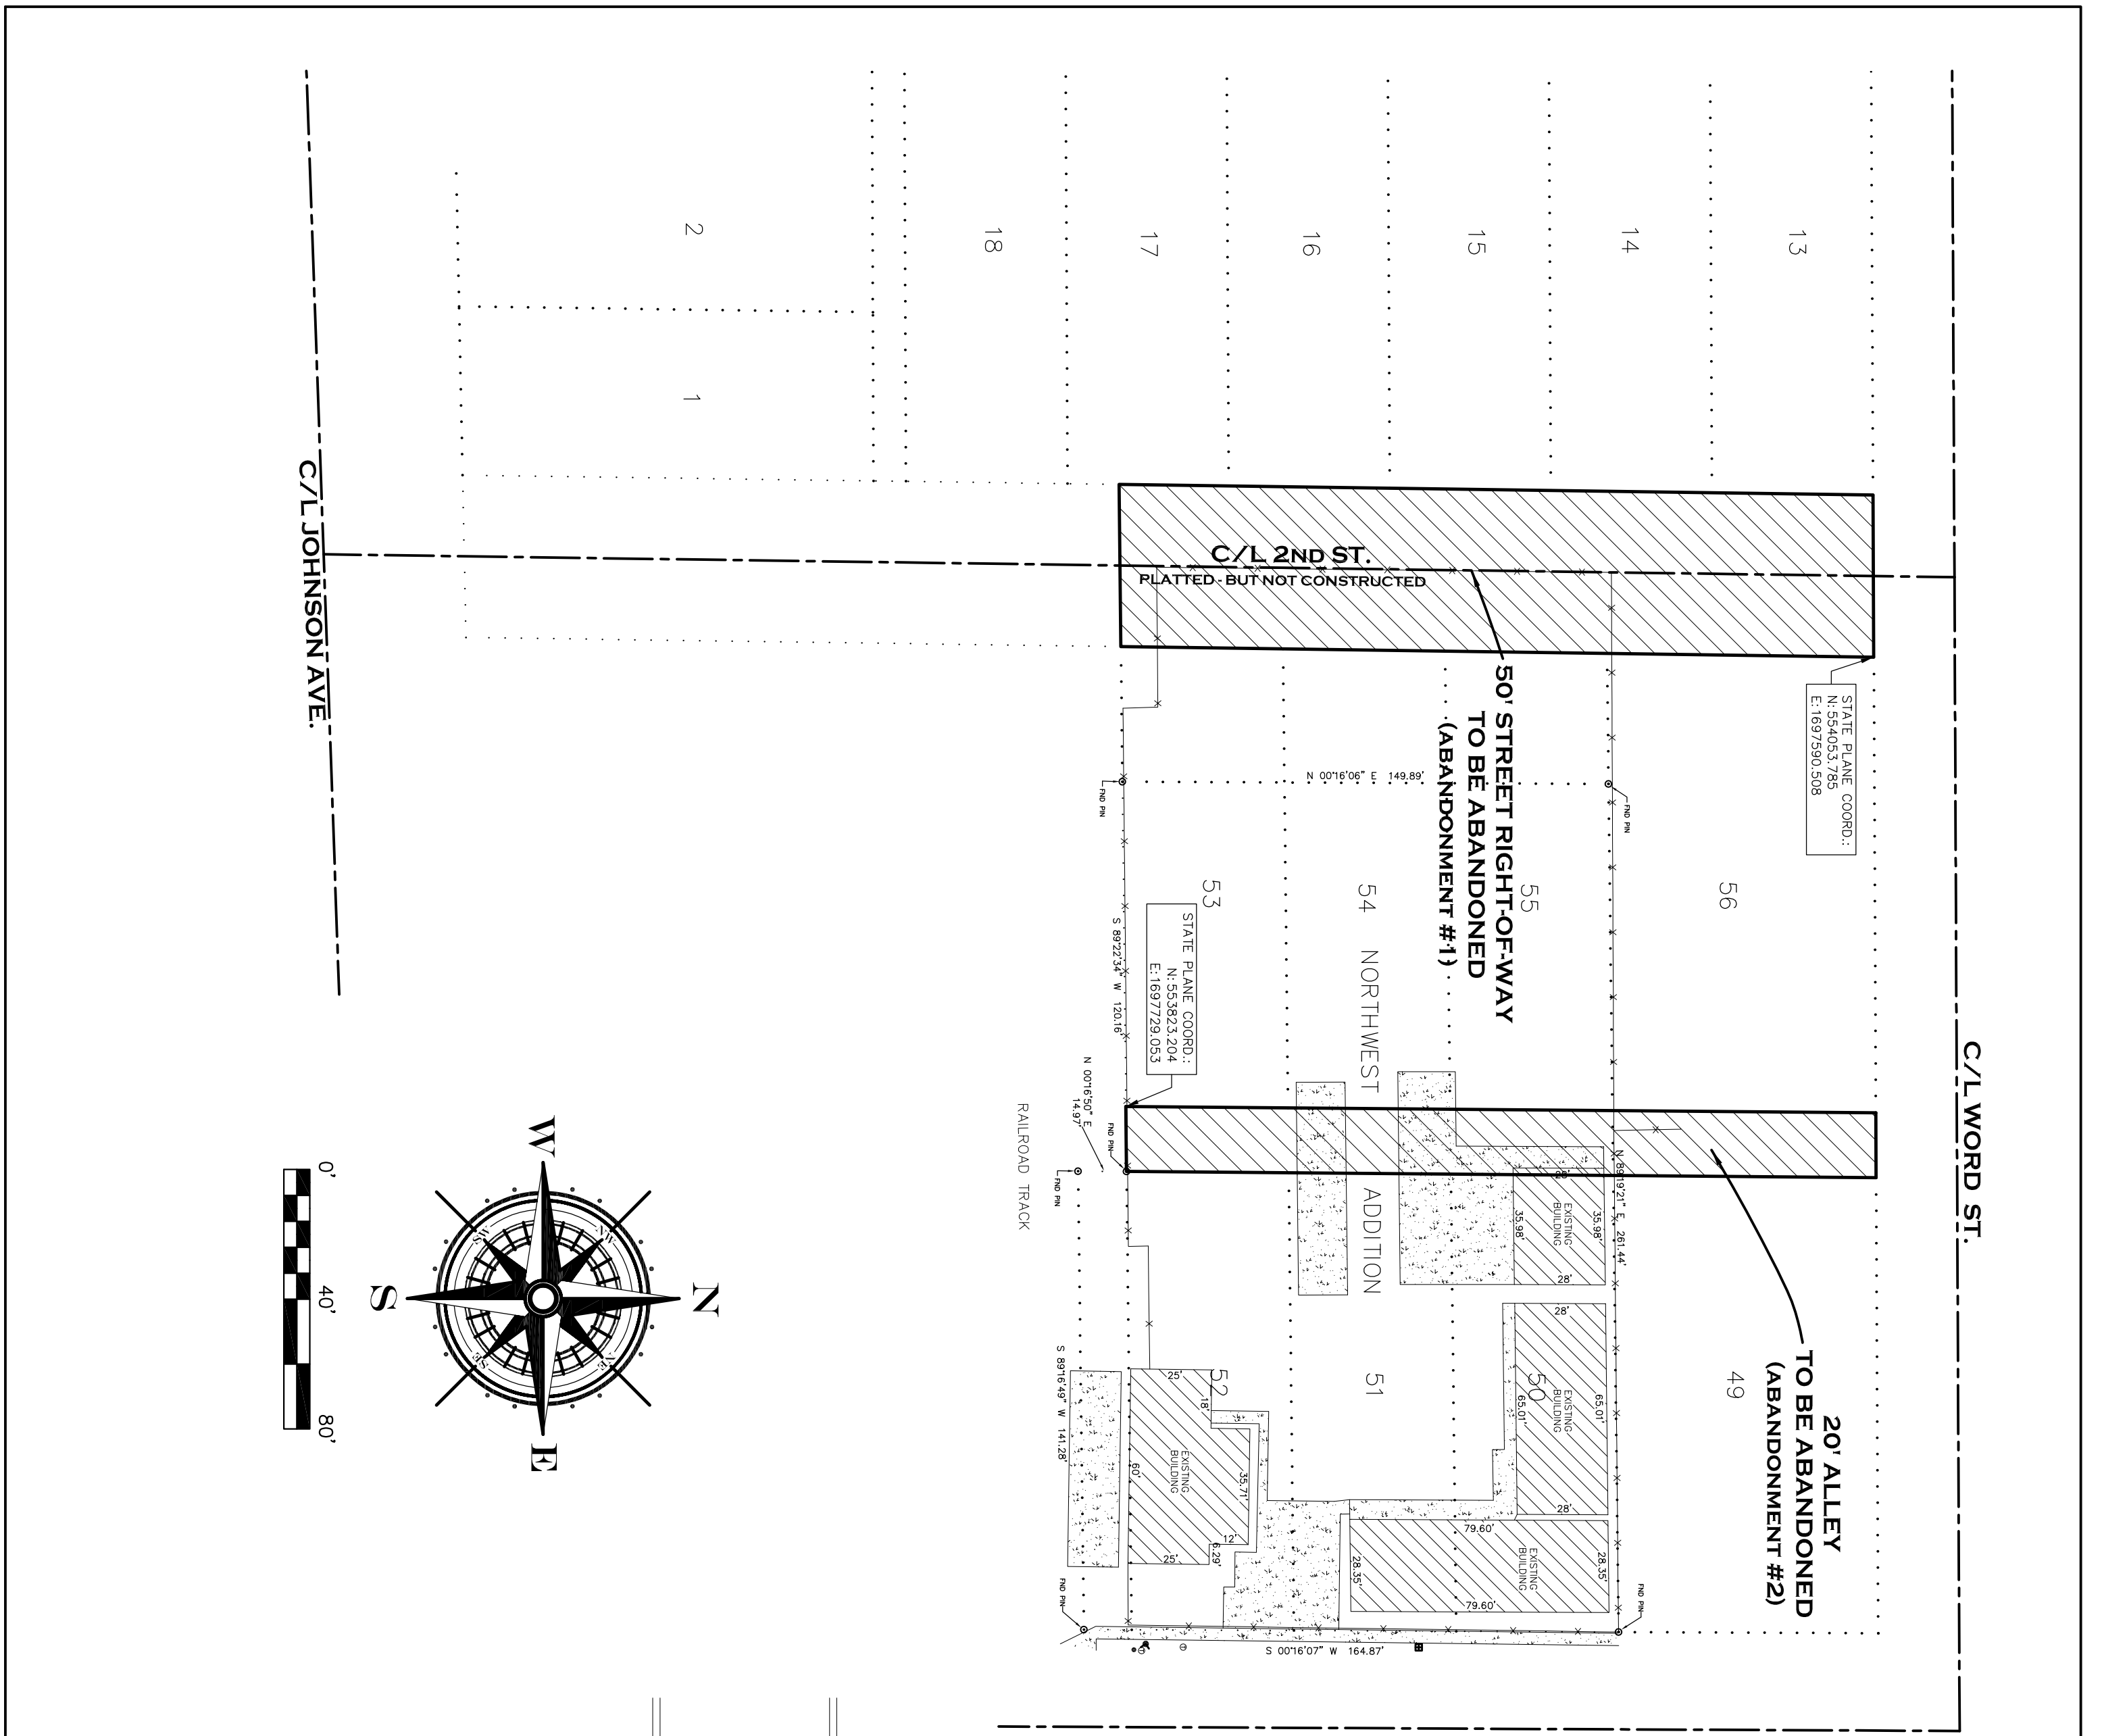 C/L WORD ST.
C/L JOHNSON AVE.
C/L 2ND ST.
PLATTED - BUT NOT CONSTRUCTED
50' STREET RIGHT-OF-WAY
TO BE ABANDONED
(ABANDONMENT #1)
20' ALLEY
TO BE ABANDONED
(ABANDONMENT #2)
STATE PLANE COORD.:
N: 554053.785
E: 1697590.508
STATE PLANE COORD.:
N: 553823.204
E: 1697729.053
13
14
15
16
17
18
2
1
56
55
54
53
NORTHWEST ADDITION
49
50
51
52
N 00°16'06" E 149.89'
FND PIN
FND PIN
S 89°22'34" W 120.16'
N 00°16'50" E
14.97'
FND PIN
FND PIN
RAILROAD TRACK
N 89°19'21" E 261.44'
S 89°16'49" W 141.28'
S 00°16'07" W 164.87'
FND PIN
FND PIN
28'
35.98'
EXISTING
BUILDING
35.98'
28'
28'
65.01'
EXISTING
BUILDING
65.01'
28'
79.60'
28.35'
EXISTING
BUILDING
28.35'
79.60'
25'
18'
35.71'
EXISTING
BUILDING
60'
12'
6.29'
25'
W
N
S
E
NW
SW
NE
SE
0'
40'
80'